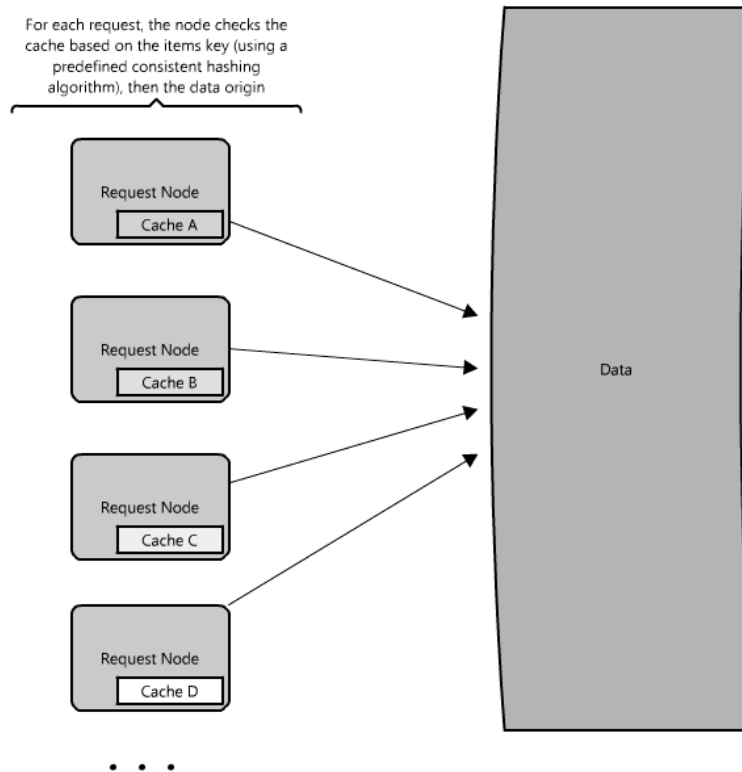 For each request, the node checks the
cache based on the items key (using a
predefined consistent hashing
algorithm), then the data origin
Request Node
Cache A
Request Node
Cache B
Data
Request Node
Cache C
Request Node
Cache D
. . .